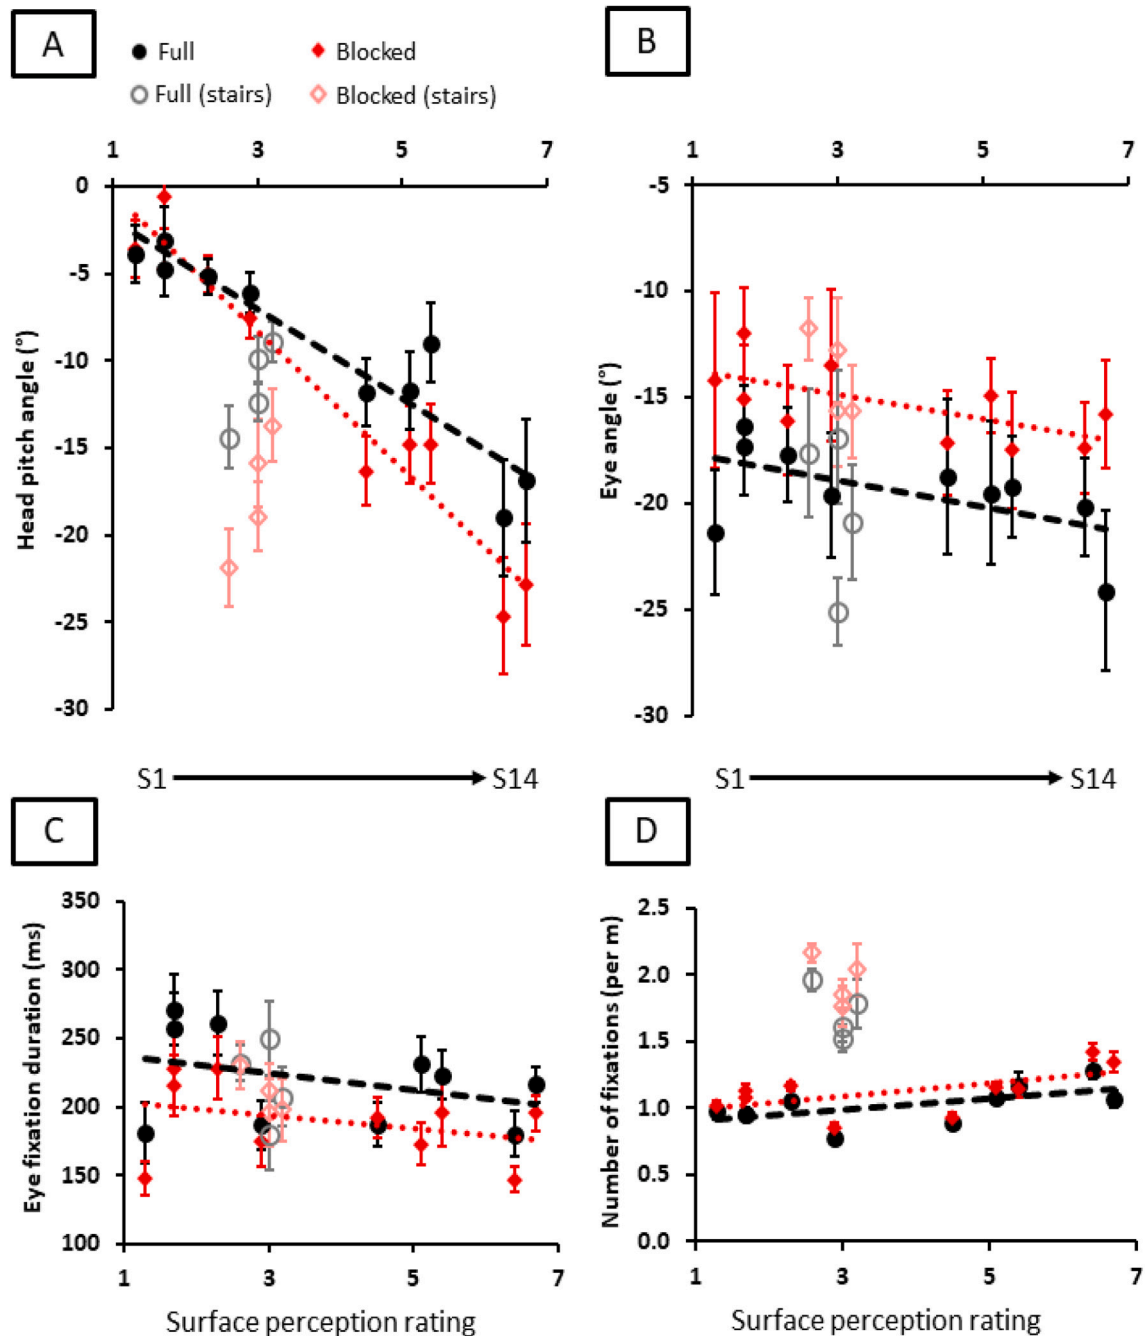 A
B
Full
Blocked
Full (stairs)
Blocked (stairs)
1 3 5 7
0
-5
-10
-15
-20
-25
-30
Head pitch angle (°)
1 3 5 7
-5
-10
-15
-20
-25
-30
Eye angle (°)
S1 S14
S1 S14
C
D
350
300
250
200
150
100
Eye fixation duration (ms)
1 3 5 7
Surface perception rating
2.5
2.0
1.5
1.0
0.5
0.0
Number of fixations (per m)
1 3 5 7
Surface perception rating